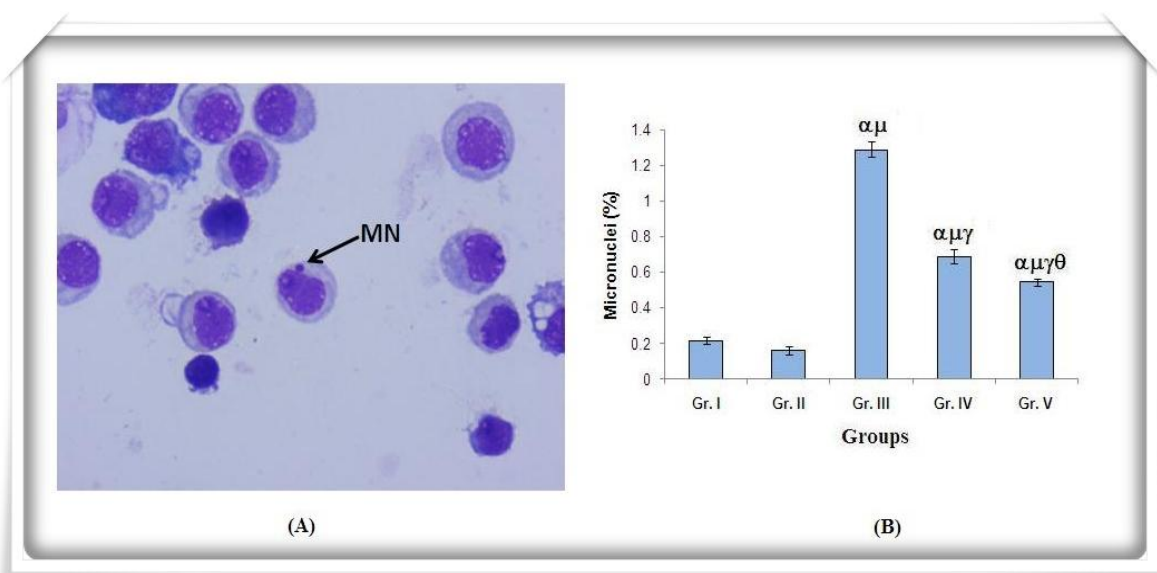 MN
(A)
αμ
αμγ
αμγθ
Micronuclei (%)
1.4
1.2
1
0.8
0.6
0.4
0.2
0
Gr. I
Gr. II
Gr. III
Gr. IV
Gr. V
Groups
(B)